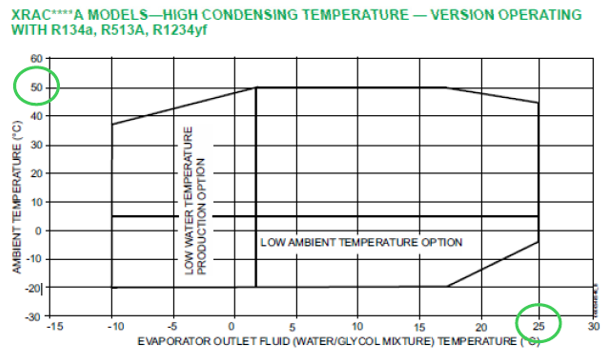 XRAC****A MODELS—HIGH CONDENSING TEMPERATURE — VERSION OPERATING
WITH R134a, R513A, R1234yf
AMBIENT TEMPERATURE (°C)
60
50
40
30
20
10
0
-10
-20
-30
LOW WATER TEMPERATURE
PRODUCTION OPTION
LOW AMBIENT TEMPERATURE OPTION
-15
-10
-5
0
5
10
15
20
25
30
EVAPORATOR OUTLET FLUID (WATER/GLYCOL MIXTURE) TEMPERATURE (°C)